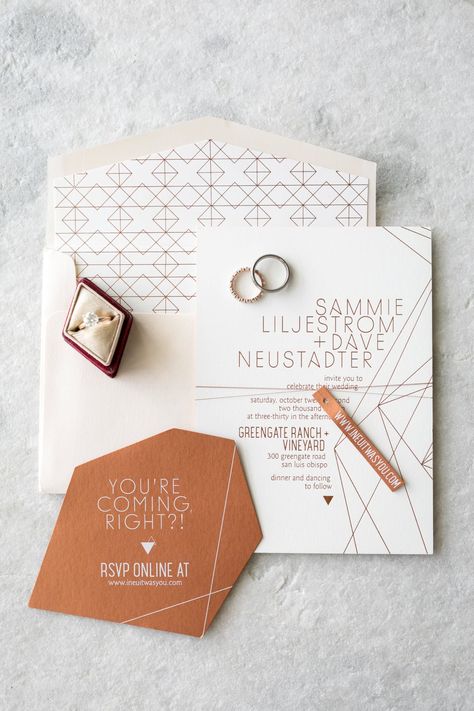 SAMMIE
LILJESTROM
+ DAVE
NEUSTADTER
invite you to
celebrate their wedding
saturday, october
two thousand
at three-thirty in the
GREENGATE RANCH +
VINEYARD
300 greengate road
san luis obispo
dinner and dancing
to follow
WWW.INEUITWASYOU.COM
YOU'RE
COMING,
RIGHT?!
RSVP ONLINE AT
www.ineuitwasyou.com